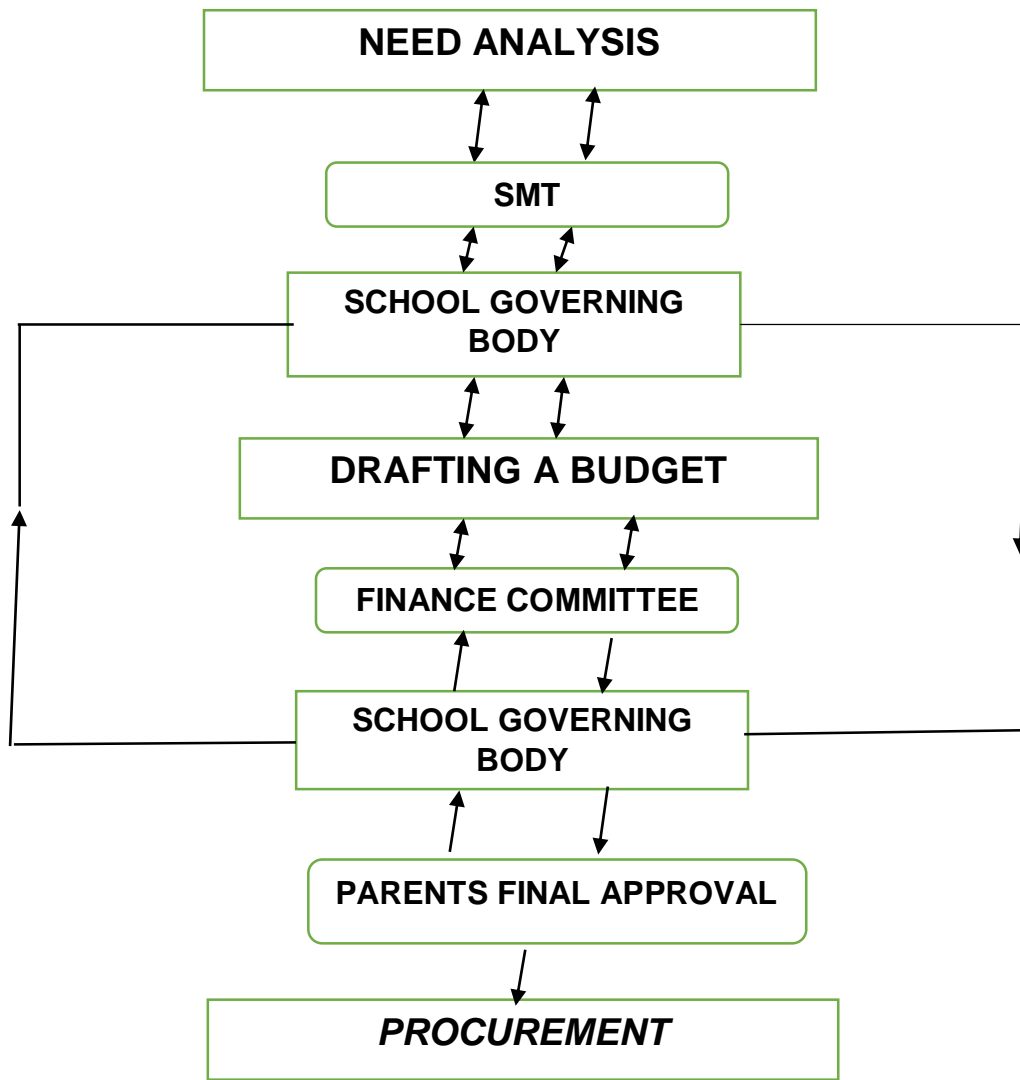 NEED ANALYSIS
SMT
SCHOOL GOVERNING
BODY
DRAFTING A BUDGET
FINANCE COMMITTEE
SCHOOL GOVERNING
BODY
PARENTS FINAL APPROVAL
PROCUREMENT